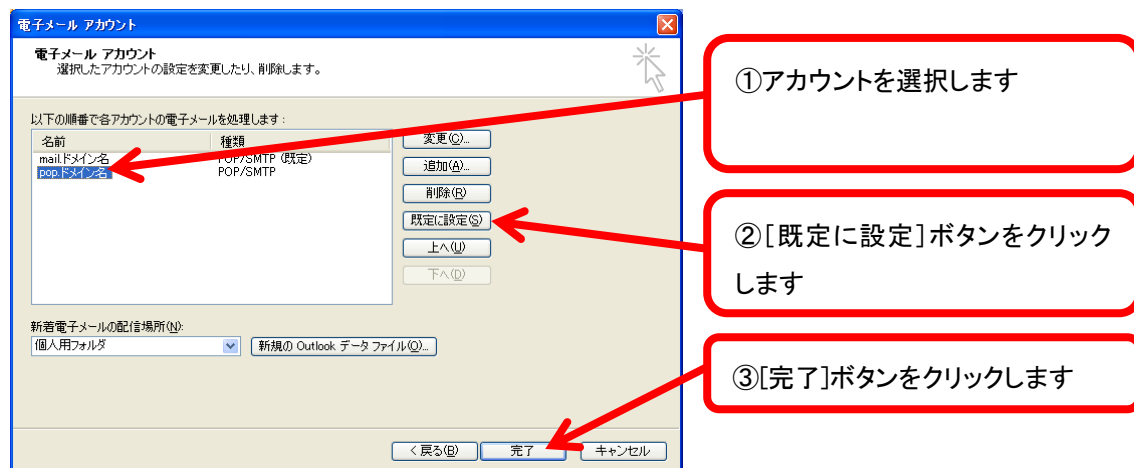 電子メール アカウント
電子メール アカウント
選択したアカウントの設定を変更したり、削除します。
以下の順番で各アカウントの電子メールを処理します:
名前 種類
mail.ドメイン名 POP/SMTP (既定)
pop.ドメイン名 POP/SMTP
変更(C)...
追加(A)...
削除(R)
既定に設定(S)
上へ(U)
下へ(D)
新着電子メールの配信場所(N):
個人用フォルダ 新規の Outlook データ ファイル(O)...
< 戻る(B) 完了 キャンセル
①アカウントを選択します
②[既定に設定]ボタンをクリック
します
③[完了]ボタンをクリックします